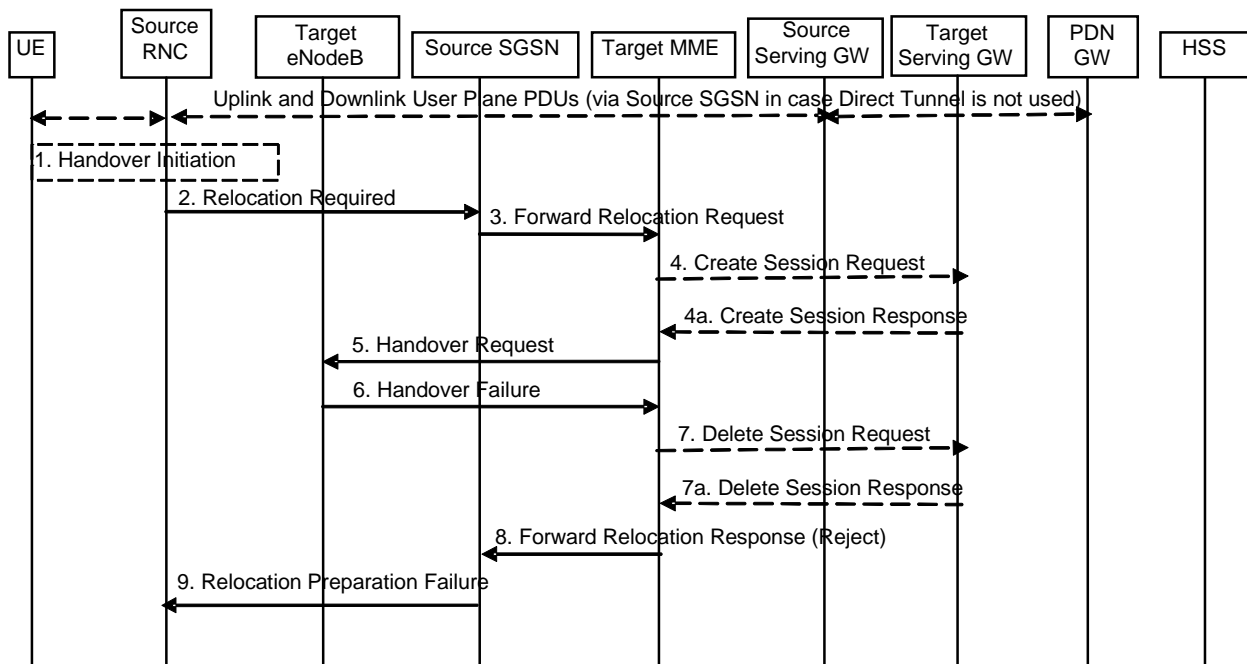 UE
Source
RNC
Target
eNodeB
Source SGSN
Target MME
Source
Serving GW
Target
Serving GW
PDN
GW
HSS
Uplink and Downlink User Plane PDUs (via Source SGSN in case Direct Tunnel is not used)
1. Handover Initiation
2. Relocation Required
3. Forward Relocation Request
4. Create Session Request
4a. Create Session Response
5. Handover Request
6. Handover Failure
7. Delete Session Request
7a. Delete Session Response
8. Forward Relocation Response (Reject)
9. Relocation Preparation Failure